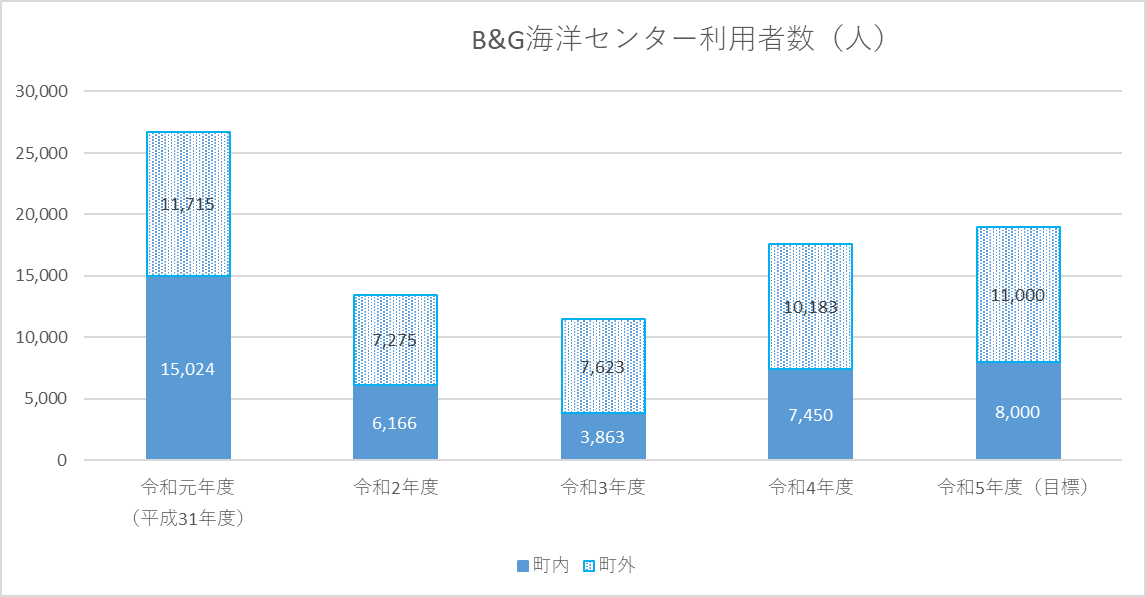 B&G海洋センター利用者数（人）
30,000
25,000
20,000
15,000
10,000
5,000
0
11,715
15,024
7,275
6,166
7,623
3,863
10,183
7,450
11,000
8,000
令和元年度
（平成31年度）
令和2年度
令和3年度
令和4年度
令和5年度（目標）
町内 町外